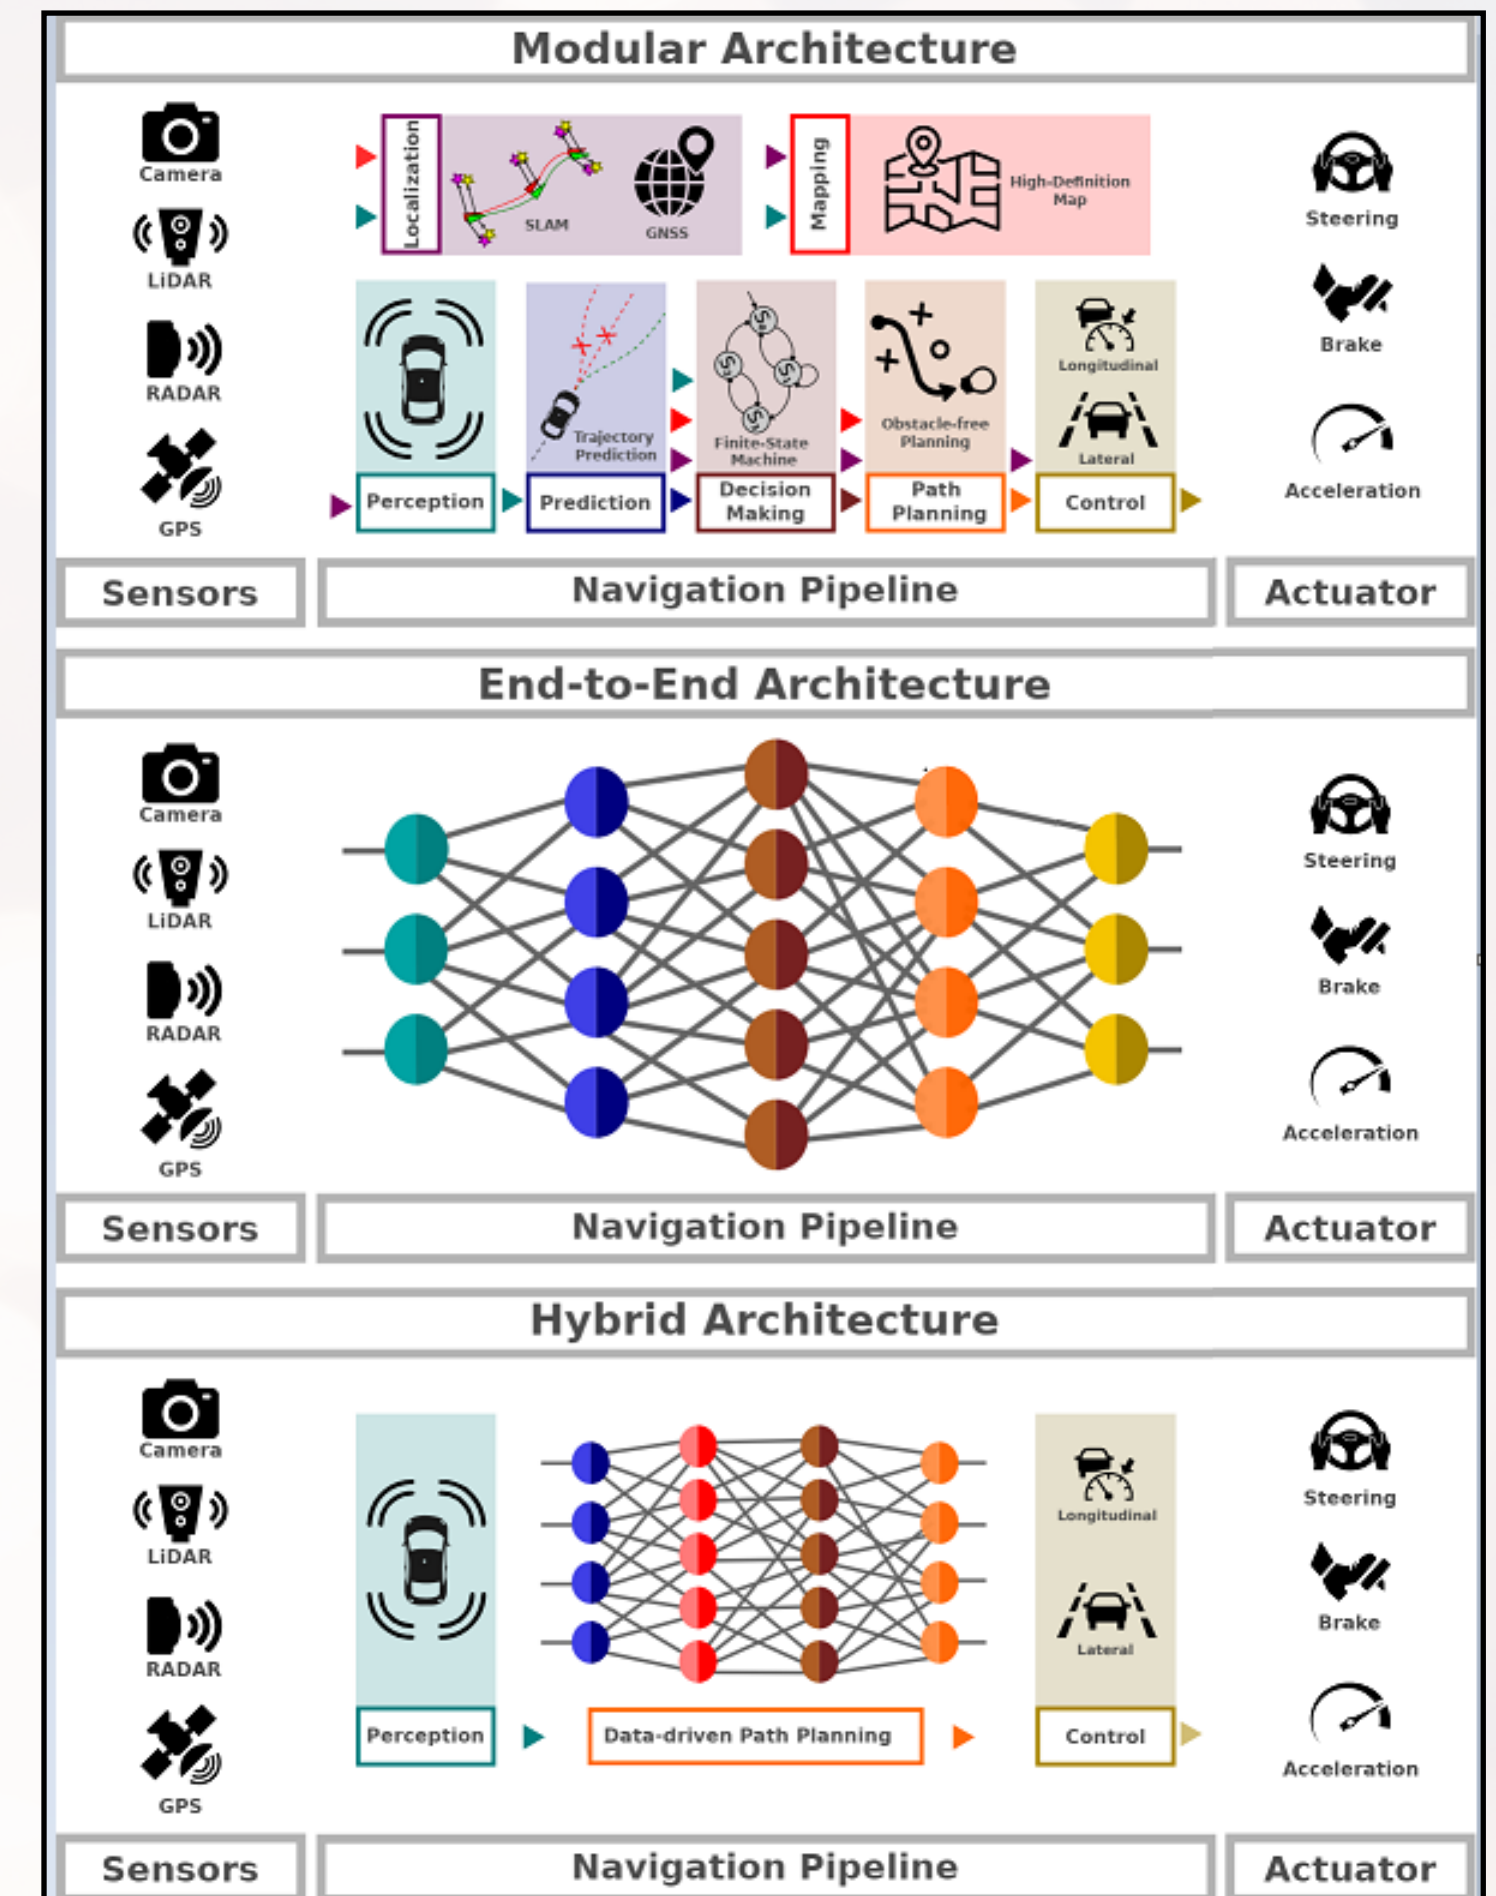 Modular Architecture
Camera
LiDAR
RADAR
GPS
Localization
SLAM
GNSS
Mapping
High-Definition
Map
Trajectory
Prediction
Finite-State
Machine
Obstacle-free
Planning
Longitudinal
Lateral
Perception
Prediction
Decision
Making
Path
Planning
Control
Steering
Brake
Acceleration
Sensors
Navigation Pipeline
Actuator
End-to-End Architecture
Camera
LiDAR
RADAR
GPS
Steering
Brake
Acceleration
Sensors
Navigation Pipeline
Actuator
Hybrid Architecture
Camera
LiDAR
RADAR
GPS
Longitudinal
Lateral
Perception
Data-driven Path Planning
Control
Steering
Brake
Acceleration
Sensors
Navigation Pipeline
Actuator